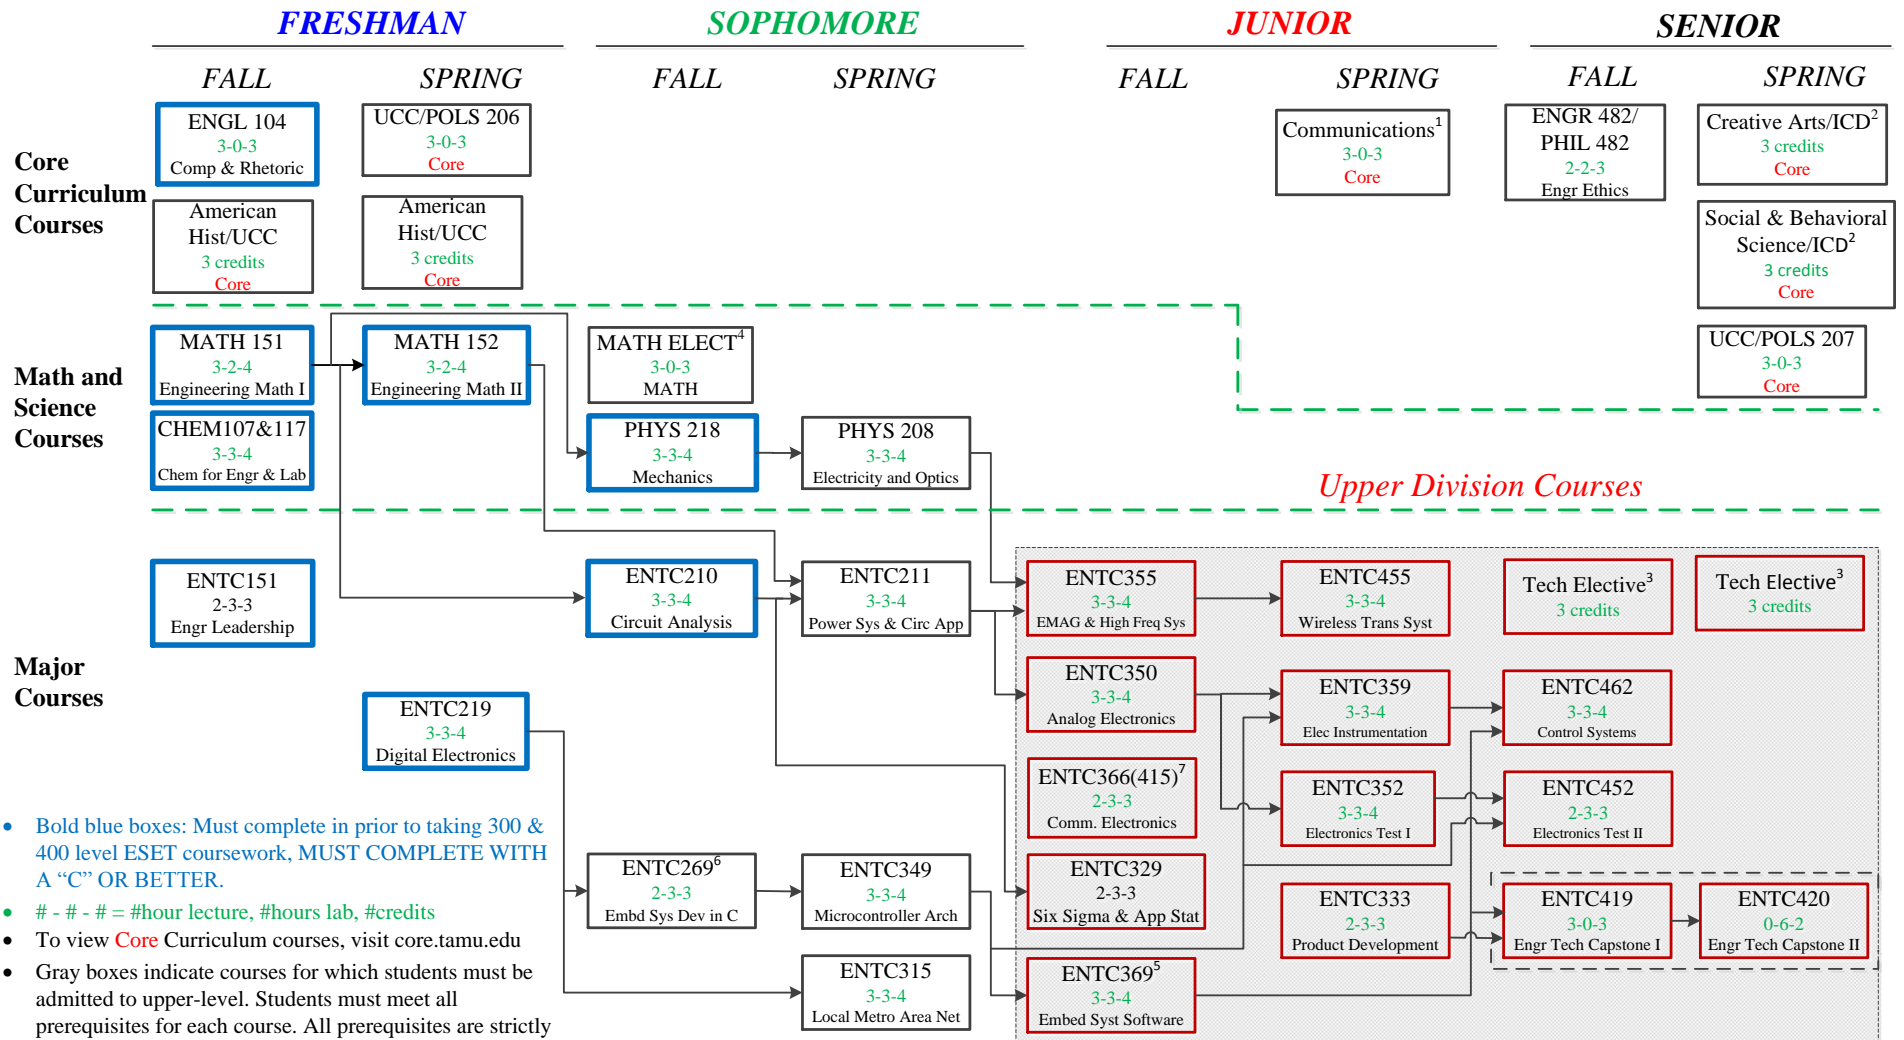 FRESHMAN
SOPHOMORE
JUNIOR
SENIOR
FALL
SPRING
FALL
SPRING
FALL
SPRING
FALL
SPRING
Core
Curriculum
Courses
ENGL 104
3-0-3
Comp & Rhetoric
UCC/POLS 206
3-0-3
Core
Communications¹
3-0-3
Core
ENGR 482/
PHIL 482
2-2-3
Engr Ethics
Creative Arts/ICD²
3 credits
Core
American
Hist/UCC
3 credits
Core
American
Hist/UCC
3 credits
Core
Social & Behavioral
Science/ICD²
3 credits
Core
Math and
Science
Courses
MATH 151
3-2-4
Engineering Math I
MATH 152
3-2-4
Engineering Math II
MATH ELECT⁴
3-0-3
MATH
UCC/POLS 207
3-0-3
Core
CHEM107&117
3-3-4
Chem for Engr & Lab
PHYS 218
3-3-4
Mechanics
PHYS 208
3-3-4
Electricity and Optics
Upper Division Courses
Major
Courses
ENTC151
2-3-3
Engr Leadership
ENTC210
3-3-4
Circuit Analysis
ENTC211
3-3-4
Power Sys & Circ App
ENTC355
3-3-4
EMAG & High Freq Sys
ENTC455
3-3-4
Wireless Trans Syst
Tech Elective³
3 credits
Tech Elective³
3 credits
ENTC219
3-3-4
Digital Electronics
ENTC350
3-3-4
Analog Electronics
ENTC359
3-3-4
Elec Instrumentation
ENTC462
3-3-4
Control Systems
ENTC366(415)⁷
2-3-3
Comm. Electronics
ENTC352
3-3-4
Electronics Test I
ENTC452
2-3-3
Electronics Test II
ENTC269⁶
2-3-3
Embd Sys Dev in C
ENTC349
3-3-4
Microcontroller Arch
ENTC329
2-3-3
Six Sigma & App Stat
ENTC333
2-3-3
Product Development
ENTC419
3-0-3
Engr Tech Capstone I
ENTC420
0-6-2
Engr Tech Capstone II
ENTC315
3-3-4
Local Metro Area Net
ENTC369⁵
3-3-4
Embed Syst Software
• Bold blue boxes: Must complete in prior to taking 300 &
400 level ESET coursework, MUST COMPLETE WITH
A “C” OR BETTER.
• # - # - # = #hour lecture, #hours lab, #credits
• To view Core Curriculum courses, visit core.tamu.edu
• Gray boxes indicate courses for which students must be
admitted to upper-level. Students must meet all
prerequisites for each course. All prerequisites are strictly